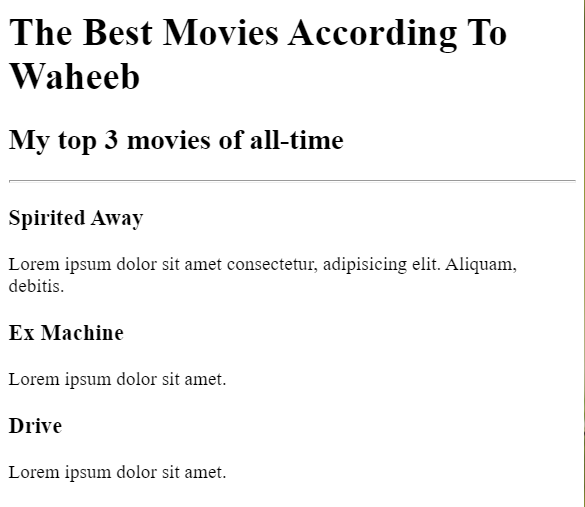 The Best Movies According To
Waheeb
My top 3 movies of all-time
Spirited Away
Lorem ipsum dolor sit amet consectetur, adipisicing elit. Aliquam,
debitis.
Ex Machine
Lorem ipsum dolor sit amet.
Drive
Lorem ipsum dolor sit amet.